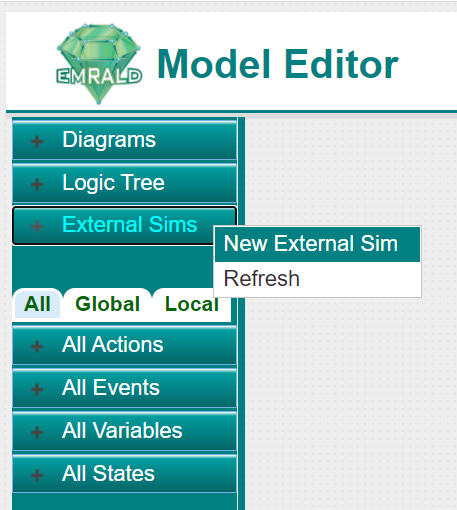 EMRALD
Model Editor
Diagrams
Logic Tree
External Sims
New External Sim
Refresh
All Global Local
All Actions
All Events
All Variables
All States